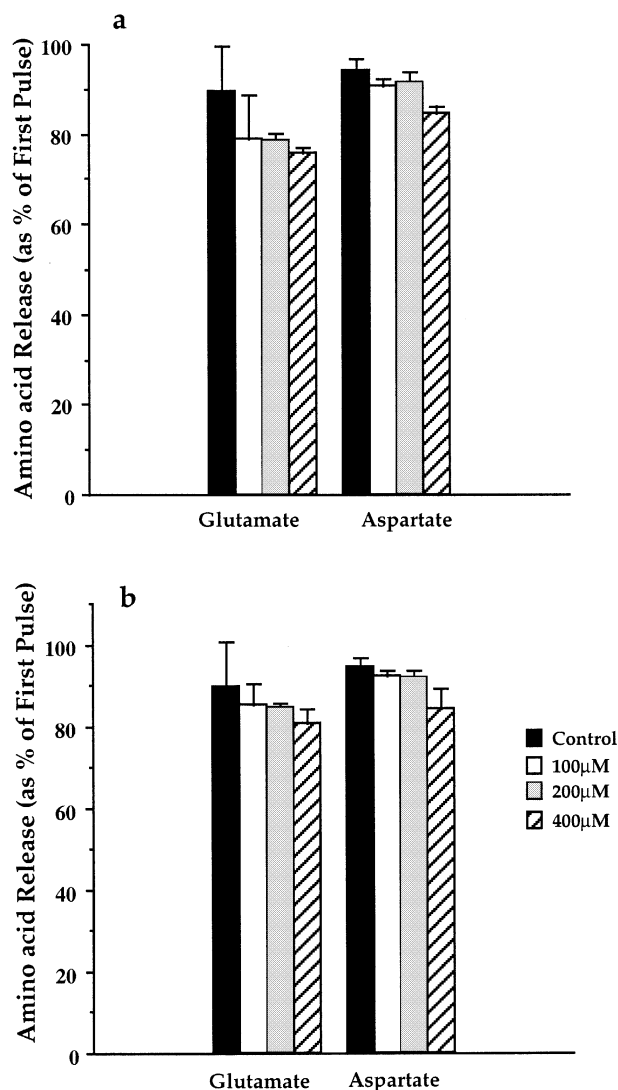 a
Amino acid Release (as % of First Pulse)
100
80
60
40
20
0
Glutamate Aspartate
b
Amino acid Release (as % of First Pulse)
100
80
60
40
20
0
Glutamate Aspartate
Control
100μM
200μM
400μM